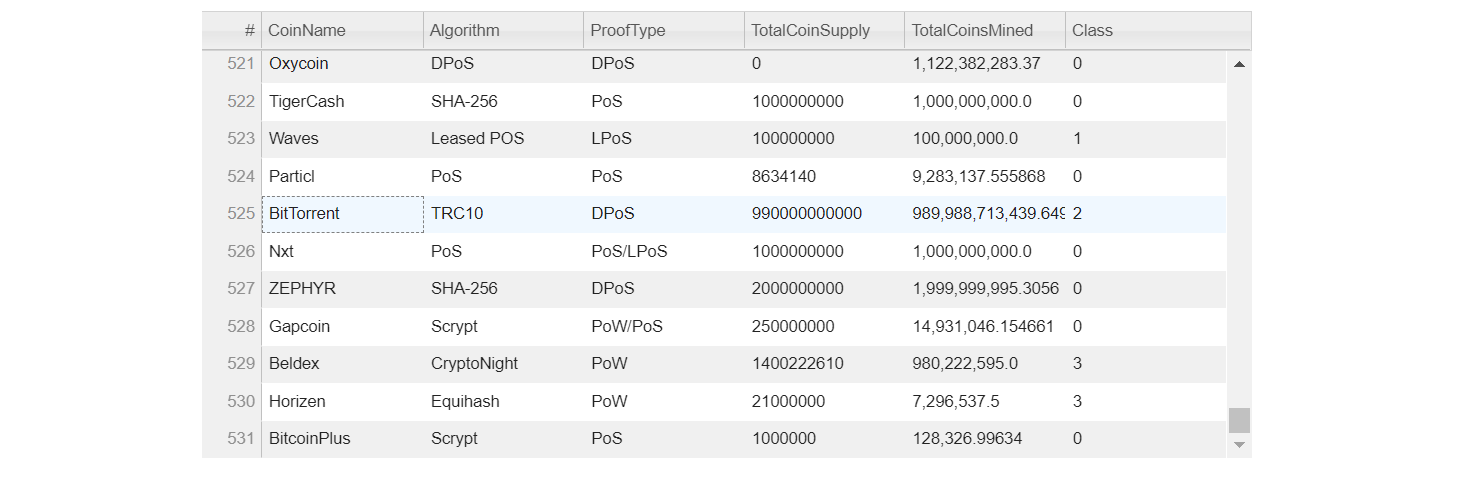 # CoinName Algorithm ProofType TotalCoinSupply TotalCoinsMined Class
521 Oxycoin DPoS DPoS 0 1,122,382,283.37 0
522 TigerCash SHA-256 PoS 1000000000 1,000,000,000.0 0
523 Waves Leased POS LPoS 100000000 100,000,000.0 1
524 Particl PoS PoS 8634140 9,283,137.555868 0
525 BitTorrent TRC10 DPoS 990000000000 989,988,713,439.649 2
526 Nxt PoS PoS/LPoS 1000000000 1,000,000,000.0 0
527 ZEPHYR SHA-256 DPoS 2000000000 1,999,999,995.3056 0
528 Gapcoin Scrypt PoW/PoS 250000000 14,931,046.154661 0
529 Beldex CryptoNight PoW 1400222610 980,222,595.0 3
530 Horizen Equihash PoW 21000000 7,296,537.5 3
531 BitcoinPlus Scrypt PoS 1000000 128,326.99634 0